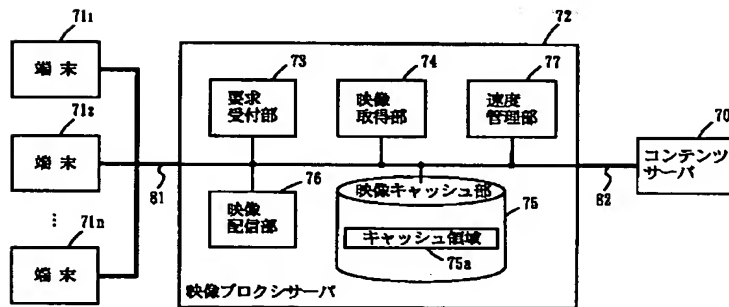 71₁
端 末
71₂
端 末
⋯
71n
端 末
81
72
73
要求
受付部
74
映像
取得部
77
速度
管理部
76
映像
配信部
映像キャッシュ部
75
キャッシュ領域
75a
映像プロクシサーバ
82
70
コンテンツ
サーバ